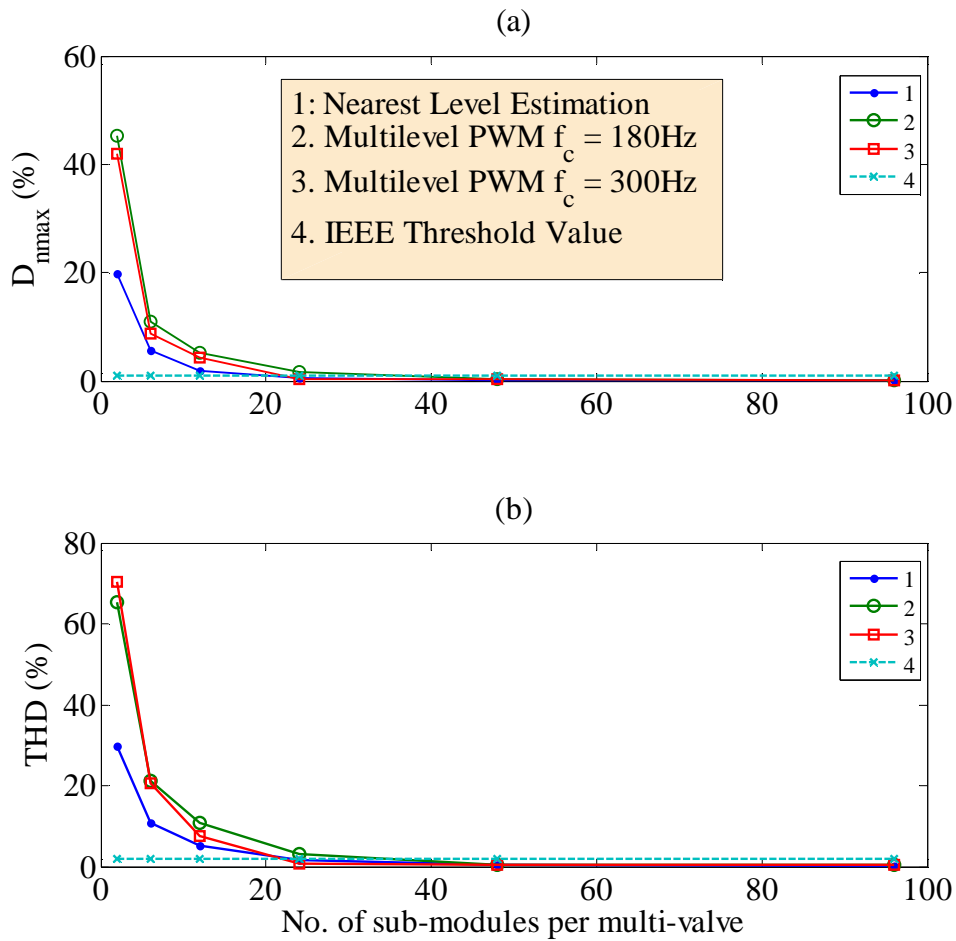 (a)
D_nmax (%)
60
40
20
0
1: Nearest Level Estimation
2. Multilevel PWM f_c = 180Hz
3. Multilevel PWM f_c = 300Hz
4. IEEE Threshold Value
1
2
3
4
0 20 40 60 80 100
(b)
THD (%)
80
60
40
20
0
1
2
3
4
0 20 40 60 80 100
No. of sub-modules per multi-valve